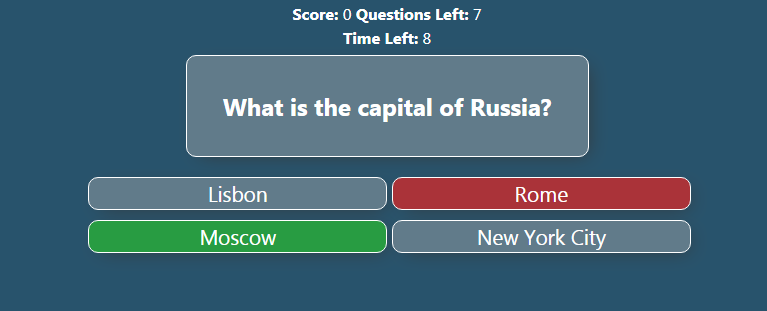 Score: 0 Questions Left: 7
Time Left: 8
What is the capital of Russia?
Lisbon
Rome
Moscow
New York City